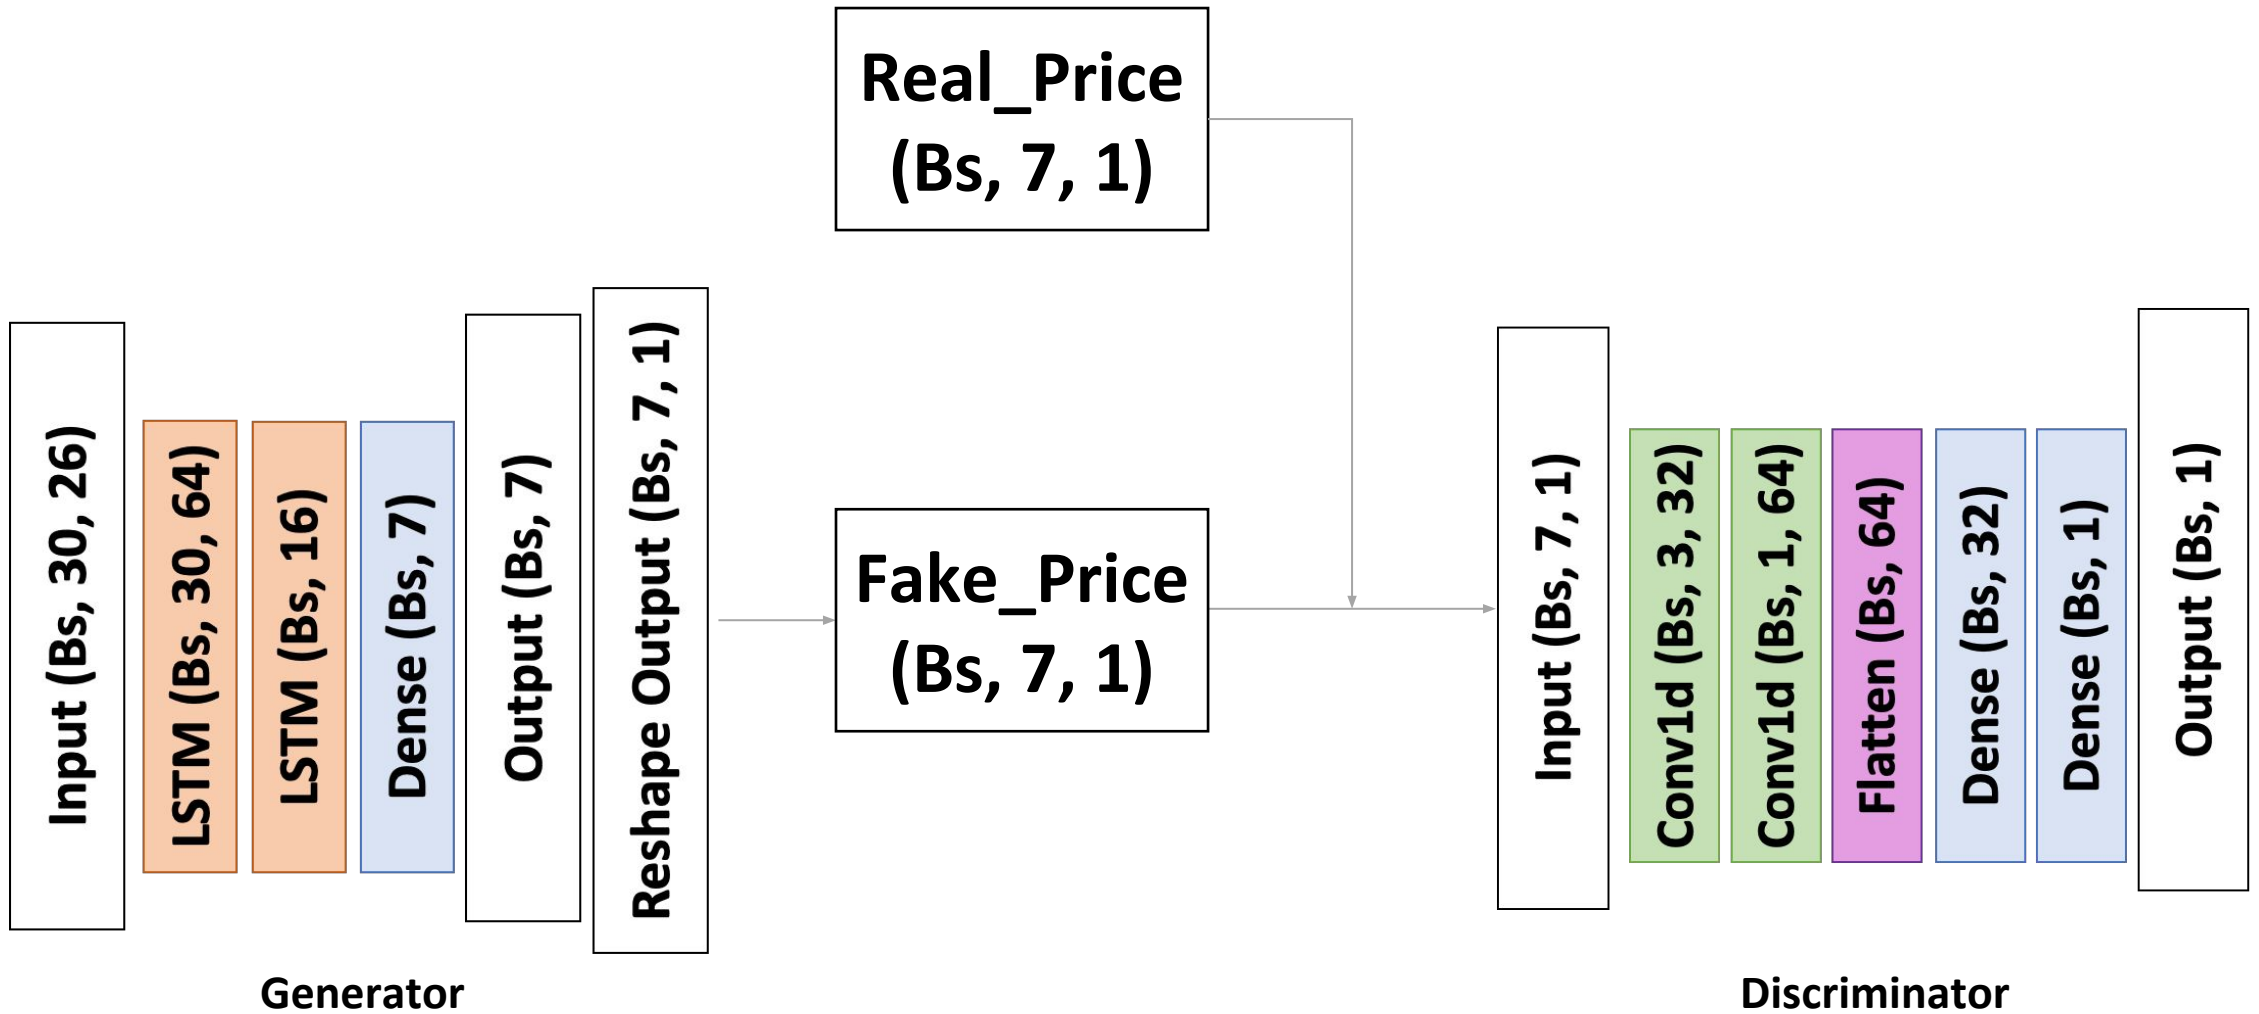 Real_Price
(Bs, 7, 1)
Input (Bs, 30, 26)
LSTM (Bs, 30, 64)
LSTM (Bs, 16)
Dense (Bs, 7)
Output (Bs, 7)
Reshape Output (Bs, 7, 1)
Fake_Price
(Bs, 7, 1)
Input (Bs, 7, 1)
Conv1d (Bs, 3, 32)
Conv1d (Bs, 1, 64)
Flatten (Bs, 64)
Dense (Bs, 32)
Dense (Bs, 1)
Output (Bs, 1)
Generator
Discriminator